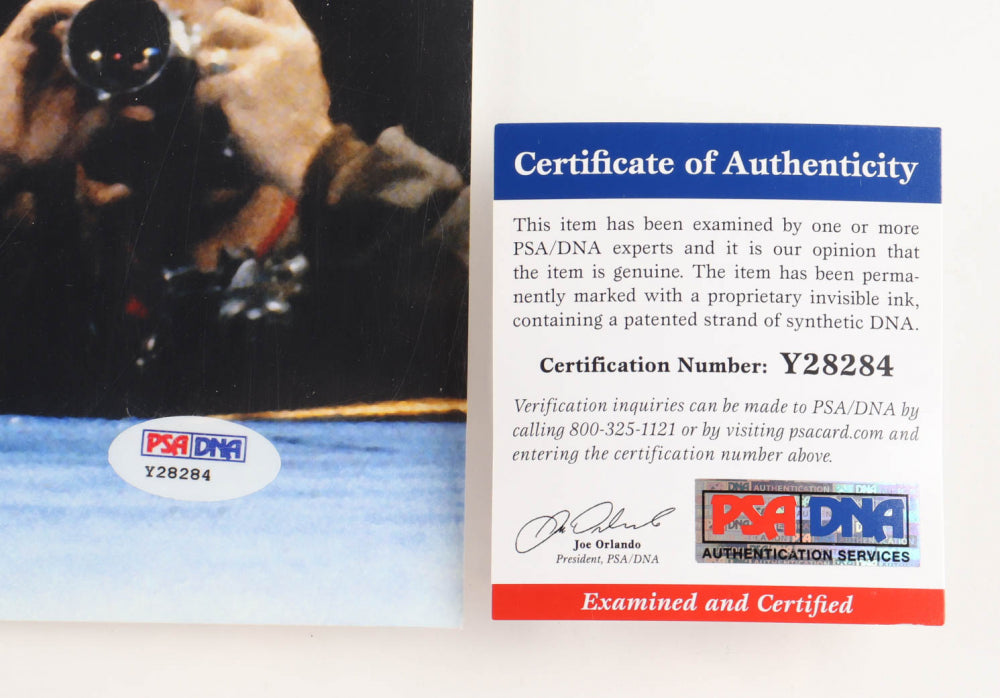 Certificate of Authenticity
This item has been examined by one or more
PSA/DNA experts and it is our opinion that
the item is genuine. The item has been perma-
nently marked with a proprietary invisible ink,
containing a patented strand of synthetic DNA.
Certification Number: Y28284
Verification inquiries can be made to PSA/DNA by
calling 800-325-1121 or by visiting psacard.com and
entering the certification number above.
Joe Orlando
President, PSA/DNA
PSA DNA
AUTHENTICATION SERVICES
Examined and Certified
PSA DNA
Y28284